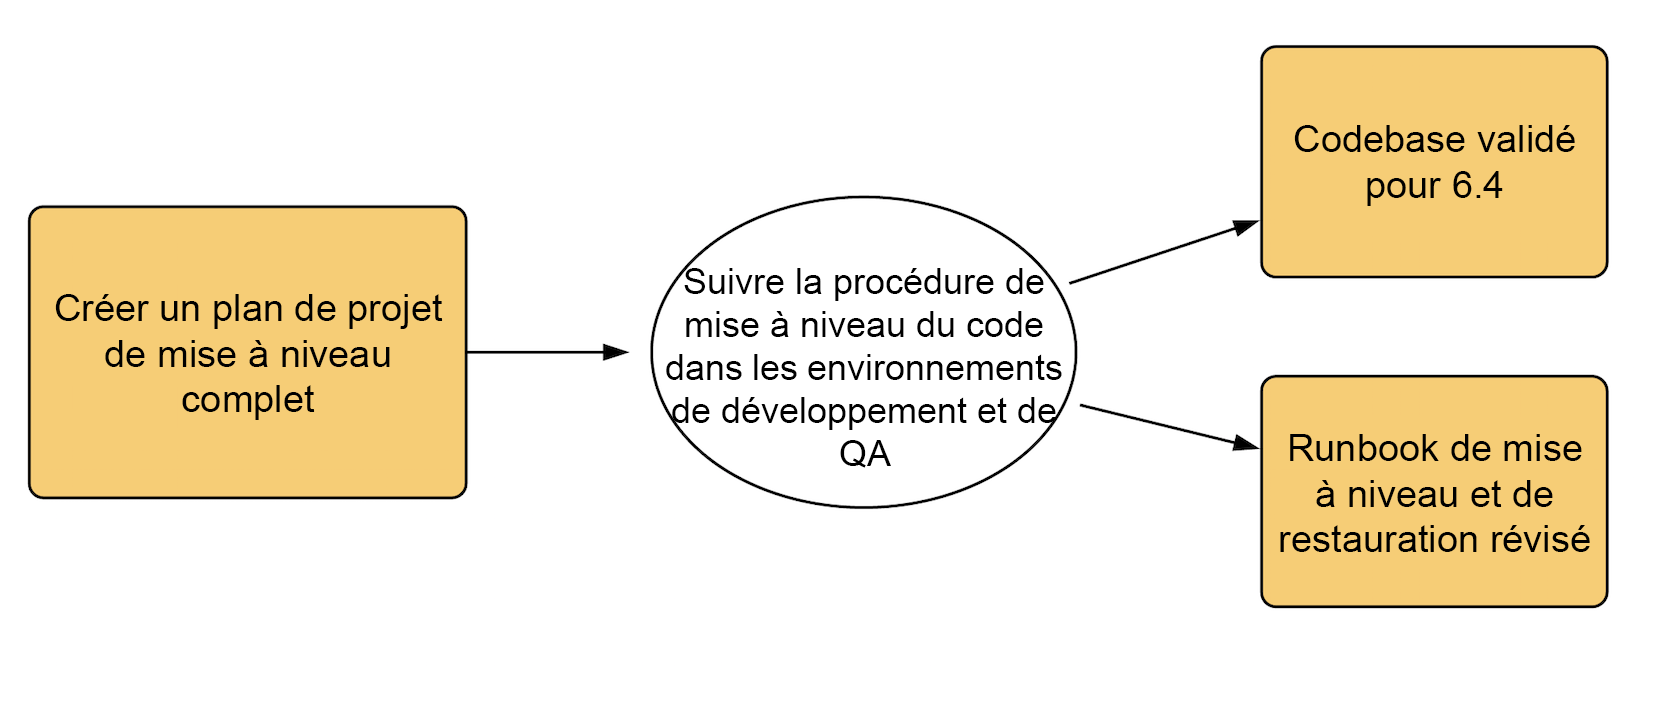 Créer un plan de projet
de mise à niveau
complet
Suivre la procédure de
mise à niveau du code
dans les environnements
de développement et de
QA
Codebase validé
pour 6.4
Runbook de mise
à niveau et de
restauration révisé